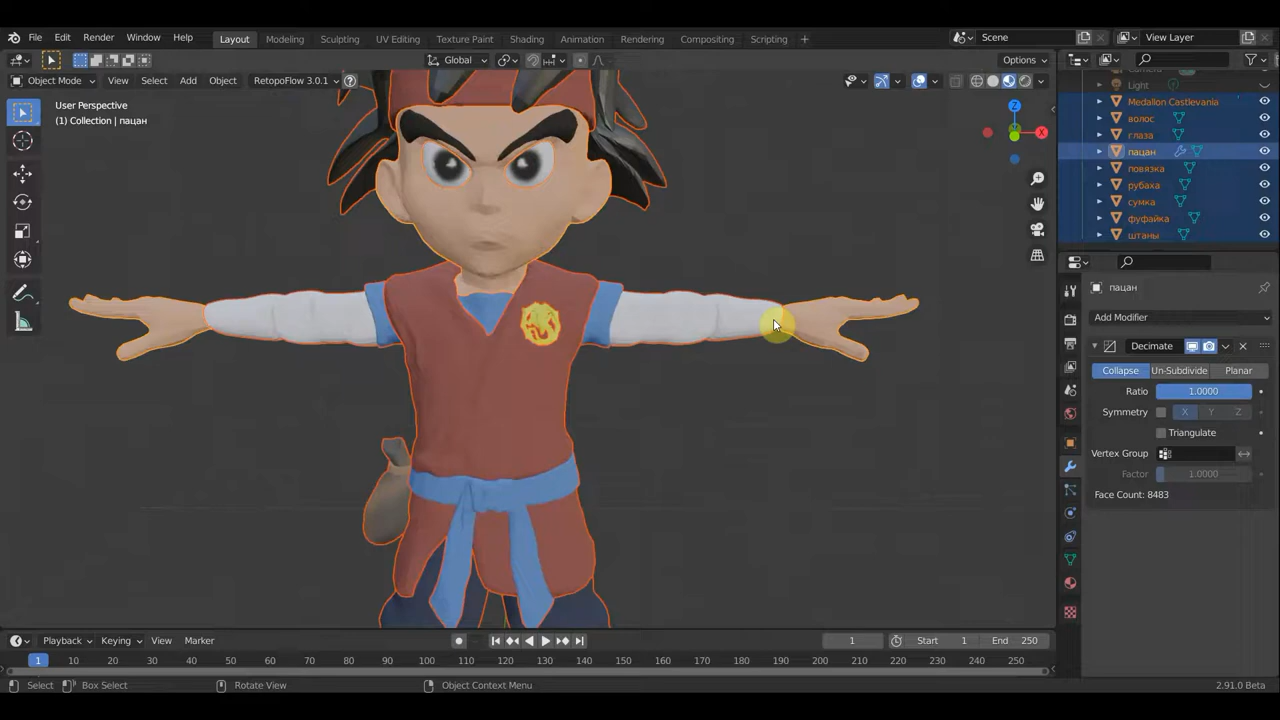 File Edit Render Window Help Layout Modeling Sculpting UV Editing Texture Paint Shading Animation Rendering Compositing Scripting + Scene View Layer
Global Options
Object Mode View Select Add Object RetopoFlow 3.0.1
User Perspective
(1) Collection | пацан
Z
X
Light
Medallion Castlevania
волос
глаза
пацан
повязка
рубаха
сумка
фуфайка
штаны
пацан
Add Modifier
Decimate
Collapse Un-Subdivide Planar
Ratio 1.0000
Symmetry X Y Z
Triangulate
Vertex Group
Factor 1.0000
Face Count: 8483
Playback Keying View Marker 1 Start 1 End 250
1 10 20 30 40 50 60 70 80 90 100 110 120 130 140 150 160 170 180 190 200 210 220 230 240 250
Select Box Select Rotate View Object Context Menu 2.91.0 Beta